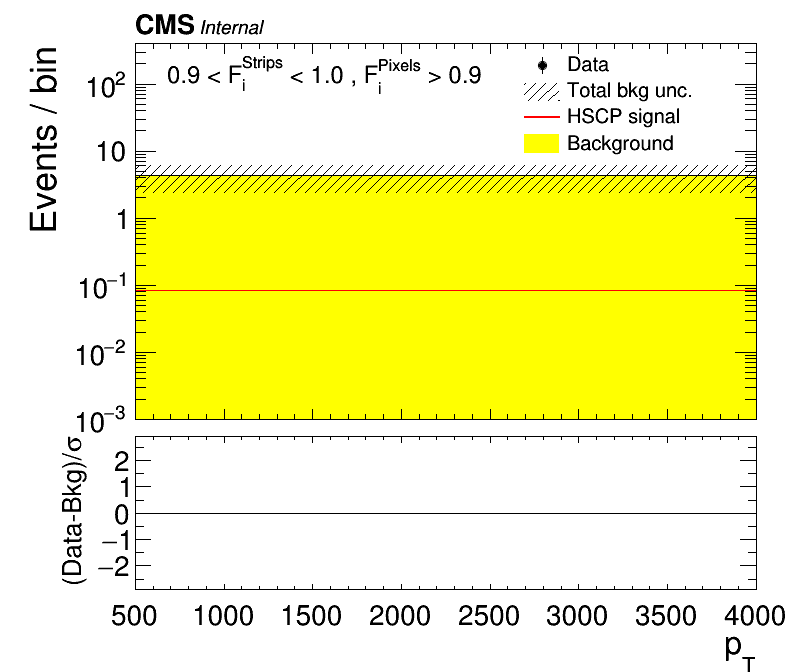 CMS Internal
0.9 < F_i^Strips < 1.0 , F_i^Pixels > 0.9
Data
Total bkg unc.
HSCP signal
Background
Events / bin
10²
10
1
10⁻¹
10⁻²
10⁻³
(Data-Bkg)/σ
2
1
0
−1
−2
500 1000 1500 2000 2500 3000 3500 4000
p_T